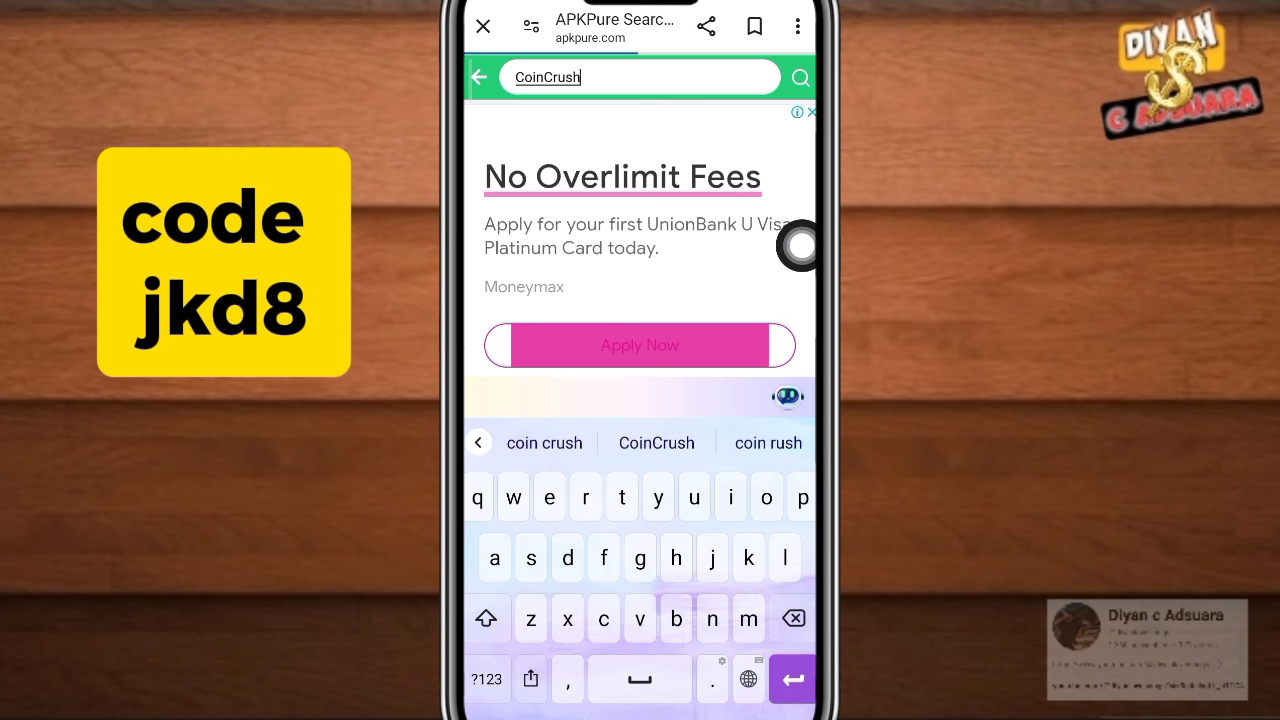 APKPure Searc...
apkpure.com
CoinCrush
No Overlimit Fees
Apply for your first UnionBank U Visa
Platinum Card today.
Moneymax
Apply Now
coin crush CoinCrush coin rush
q w e r t y u i o p
a s d f g h j k l
z x c v b n m
?123 , .
code
jkd8
DIYAN
$
C ADSUARA
Diyan c Adsuara